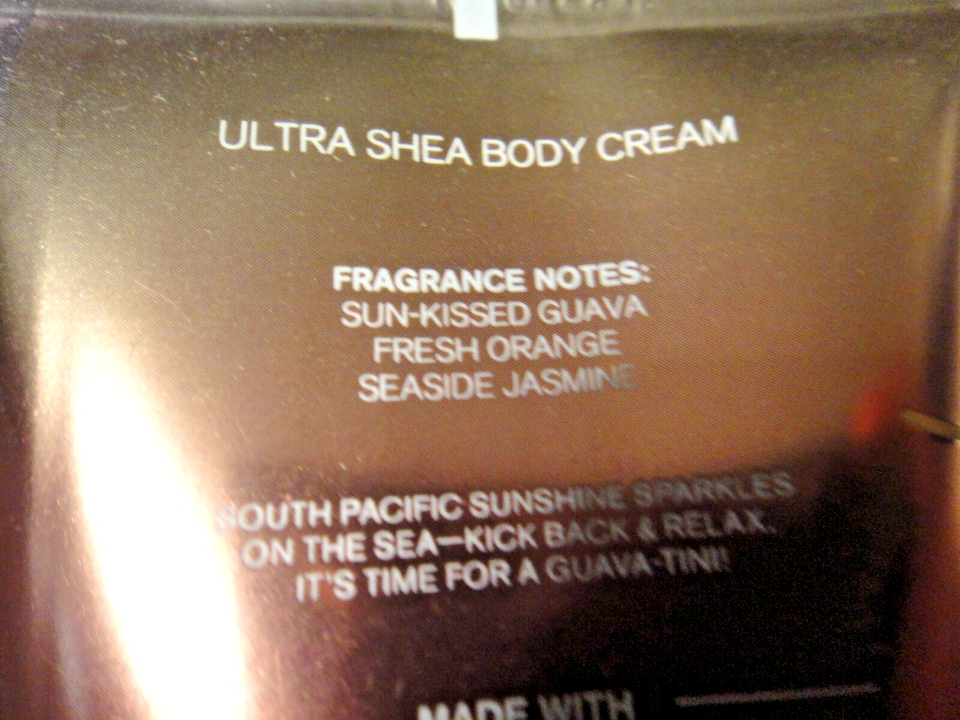 ULTRA SHEA BODY CREAM
FRAGRANCE NOTES:
SUN-KISSED GUAVA
FRESH ORANGE
SEASIDE JASMINE
SOUTH PACIFIC SUNSHINE SPARKLES
ON THE SEA—KICK BACK & RELAX.
IT'S TIME FOR A GUAVA-TINI!
MADE WITH